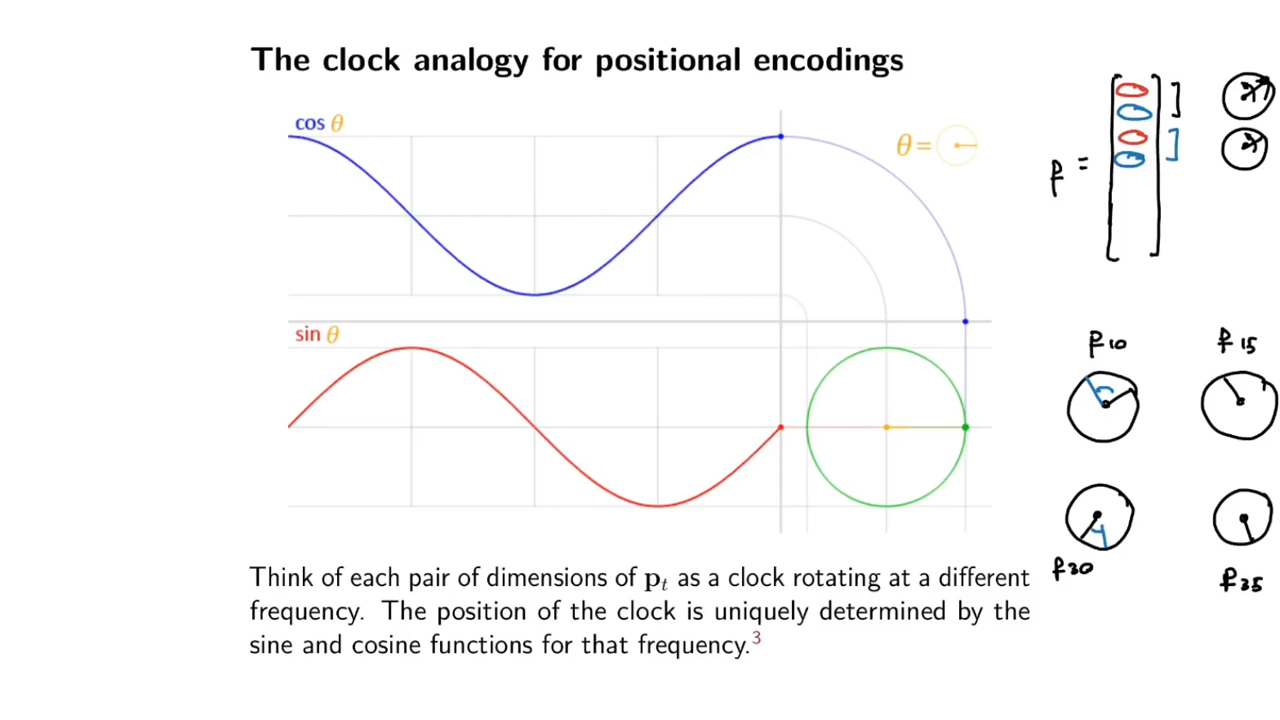 The clock analogy for positional encodings
cos θ
θ =
sin θ
Think of each pair of dimensions of pₜ as a clock rotating at a different
frequency. The position of the clock is uniquely determined by the
sine and cosine functions for that frequency.³
P =
P10
P15
P30
P35